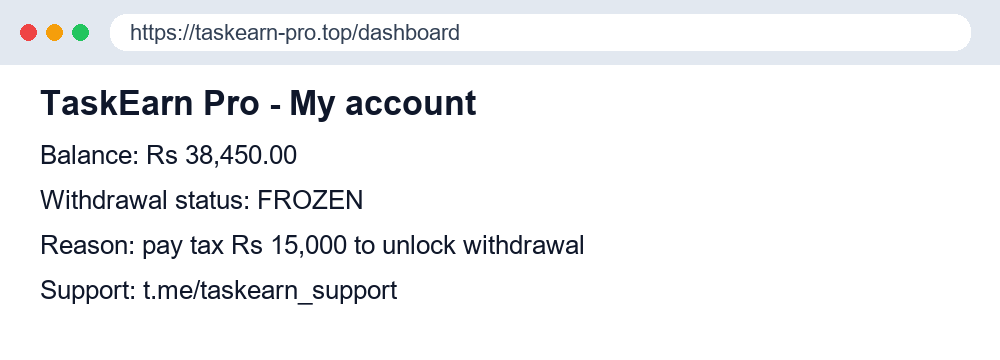 https://taskearn-pro.top/dashboard
TaskEarn Pro - My account
Balance: Rs 38,450.00
Withdrawal status: FROZEN
Reason: pay tax Rs 15,000 to unlock withdrawal
Support: t.me/taskearn_support